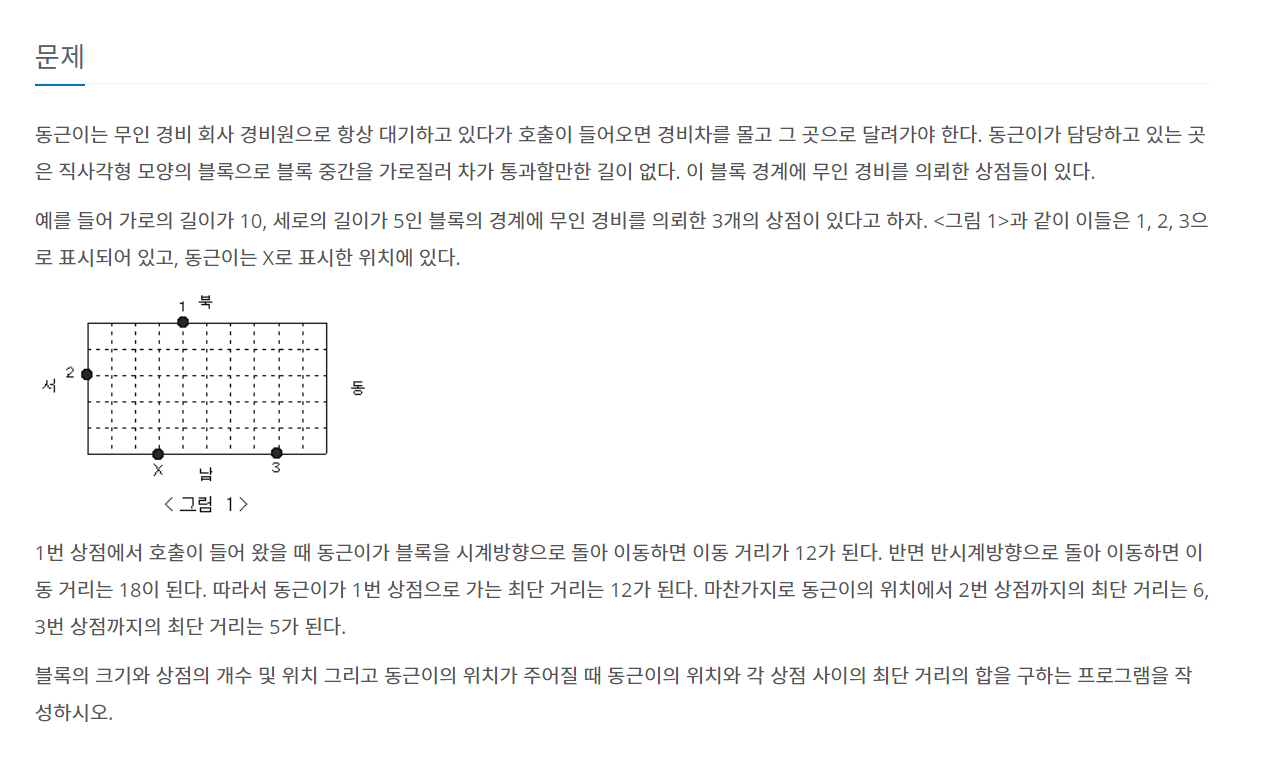 문제
동근이는 무인 경비 회사 경비원으로 항상 대기하고 있다가 호출이 들어오면 경비차를 몰고 그 곳으로 달려가야 한다. 동근이가 담당하고 있는 곳
은 직사각형 모양의 블록으로 블록 중간을 가로질러 차가 통과할만한 길이 없다. 이 블록 경계에 무인 경비를 의뢰한 상점들이 있다.
예를 들어 가로의 길이가 10, 세로의 길이가 5인 블록의 경계에 무인 경비를 의뢰한 3개의 상점이 있다고 하자. <그림 1>과 같이 이들은 1, 2, 3으
로 표시되어 있고, 동근이는 X로 표시한 위치에 있다.
1 북
서 2
동
X 남 3
< 그림 1 >
1번 상점에서 호출이 들어 왔을 때 동근이가 블록을 시계방향으로 돌아 이동하면 이동 거리가 12가 된다. 반면 반시계방향으로 돌아 이동하면 이
동 거리는 18이 된다. 따라서 동근이가 1번 상점으로 가는 최단 거리는 12가 된다. 마찬가지로 동근이의 위치에서 2번 상점까지의 최단 거리는 6,
3번 상점까지의 최단 거리는 5가 된다.
블록의 크기와 상점의 개수 및 위치 그리고 동근이의 위치가 주어질 때 동근이의 위치와 각 상점 사이의 최단 거리의 합을 구하는 프로그램을 작
성하시오.